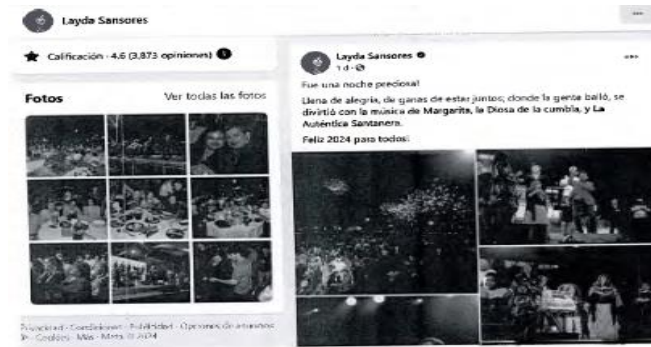 Layda Sansores
Calificación · 4.6 (3,873 opiniones)
Fotos
Ver todas las fotos
Privacidad · Condiciones · Publicidad · Opciones de anuncios
· Cookies · Más · Meta © 2024
Layda Sansores
1 d ·
Fue una noche preciosa!
Llena de alegria, de ganas de estar juntos; donde la gente bailó, se
divirtió con la música de Margarita, la Diosa de la cumbia, y La
Auténtica Santanera.
Feliz 2024 para todos!